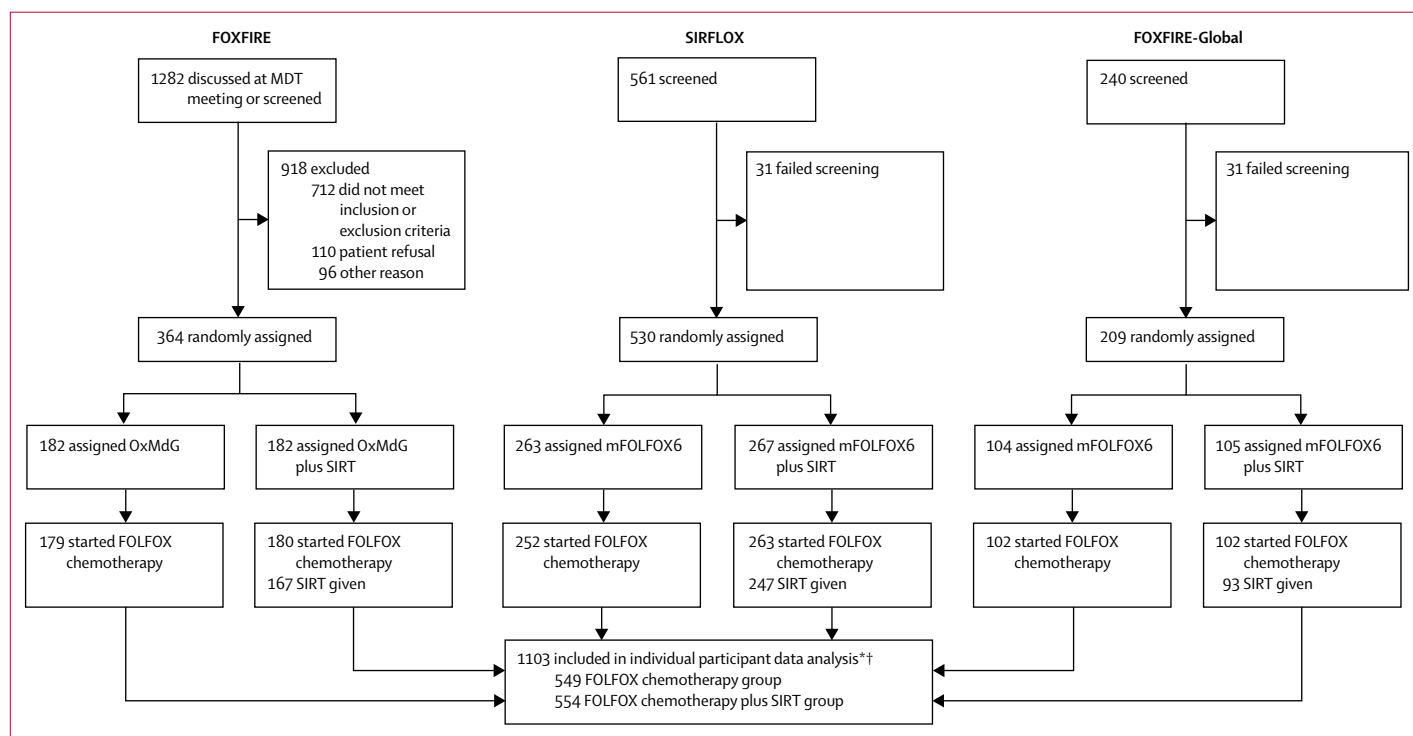 FOXFIRE
1282 discussed at MDT
meeting or screened
918 excluded
712 did not meet
inclusion or
exclusion criteria
110 patient refusal
96 other reason
364 randomly assigned
182 assigned OxMdG
182 assigned OxMdG
plus SIRT
179 started FOLFOX
chemotherapy
180 started FOLFOX
chemotherapy
167 SIRT given
SIRFLOX
561 screened
31 failed screening
530 randomly assigned
263 assigned mFOLFOX6
267 assigned mFOLFOX6
plus SIRT
252 started FOLFOX
chemotherapy
263 started FOLFOX
chemotherapy
247 SIRT given
FOXFIRE-Global
240 screened
31 failed screening
209 randomly assigned
104 assigned mFOLFOX6
105 assigned mFOLFOX6
plus SIRT
102 started FOLFOX
chemotherapy
102 started FOLFOX
chemotherapy
93 SIRT given
1103 included in individual participant data analysis*†
549 FOLFOX chemotherapy group
554 FOLFOX chemotherapy plus SIRT group